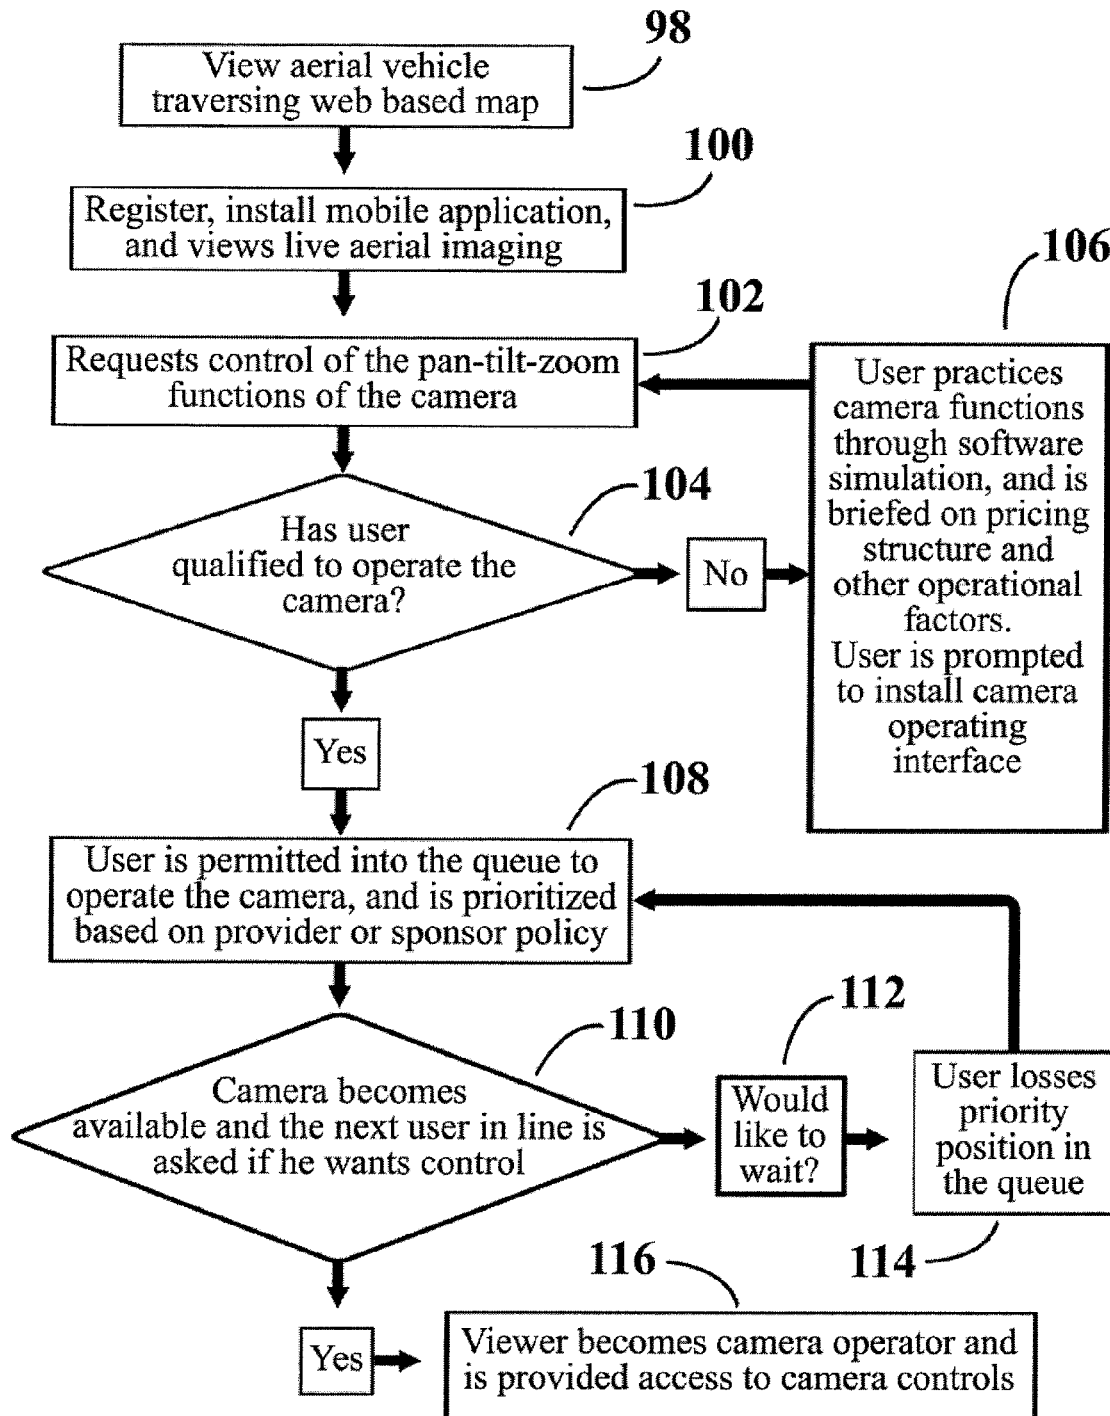 98
View aerial vehicle
traversing web based map
100
Register, install mobile application,
and views live aerial imaging
102
Requests control of the pan-tilt-zoom
functions of the camera
106
User practices
camera functions
through software
simulation, and is
briefed on pricing
structure and
other operational
factors.
User is prompted
to install camera
operating
interface
104
Has user
qualified to operate the
camera?
No
Yes
108
User is permitted into the queue to
operate the camera, and is prioritized
based on provider or sponsor policy
110
Camera becomes
available and the next user in line is
asked if he wants control
112
Would
like to
wait?
User losses
priority
position in
the queue
114
116
Yes
Viewer becomes camera operator and
is provided access to camera controls